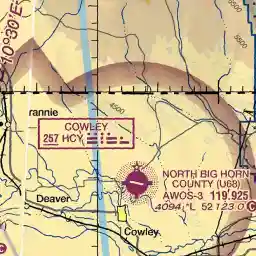 10°39'E
4500
rannie
COWLEY
257 HCY
NORTH BIG HORN
COUNTY (U68)
AWOS-3 119.925
4094 *L 52 123.0 C
Deaver
Cowley
C